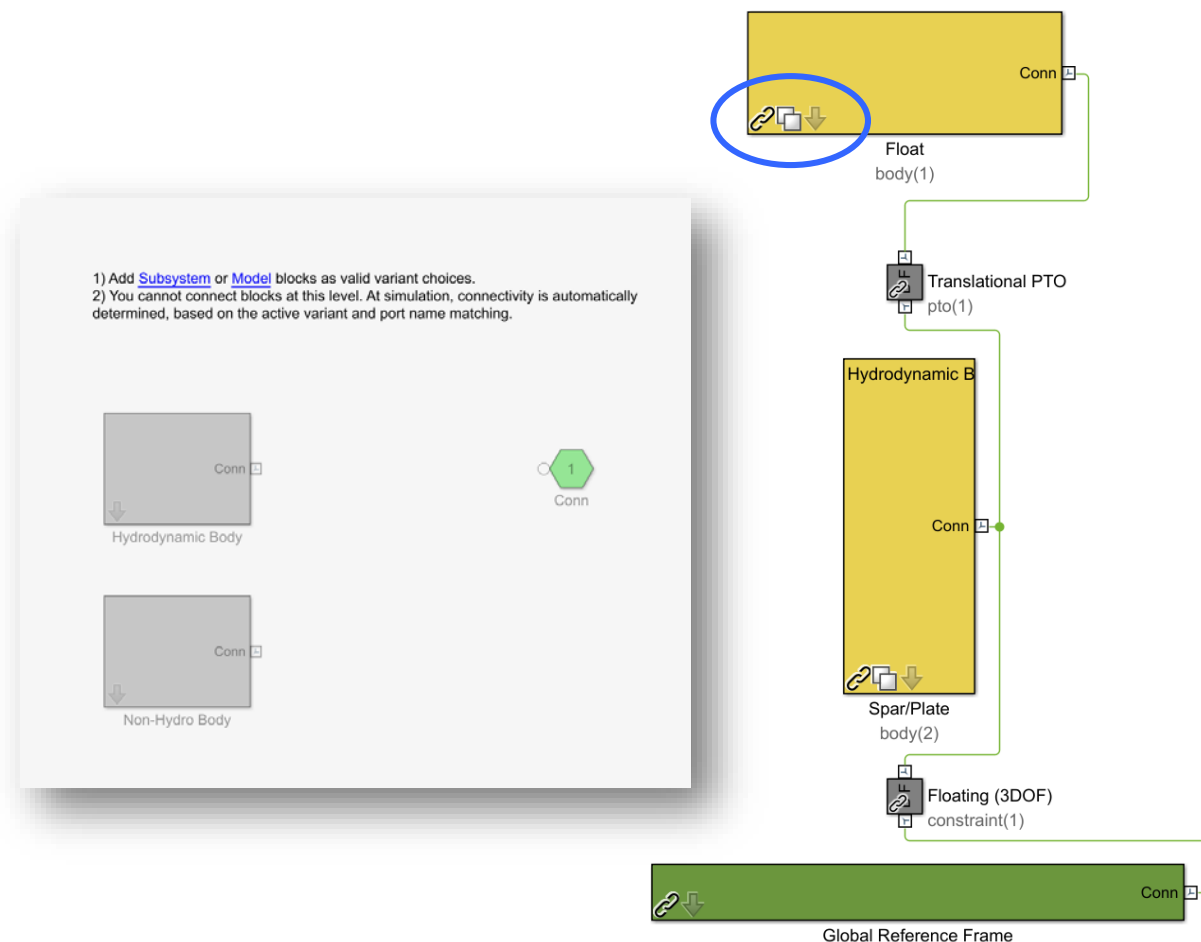 1) Add Subsystem or Model blocks as valid variant choices.
2) You cannot connect blocks at this level. At simulation, connectivity is automatically
determined, based on the active variant and port name matching.
Conn
Hydrodynamic Body
1
Conn
Conn
Non-Hydro Body
Conn
Float
body(1)
F
Translational PTO
pto(1)
Hydrodynamic B
Conn
Spar/Plate
body(2)
F
Floating (3DOF)
constraint(1)
Conn
Global Reference Frame